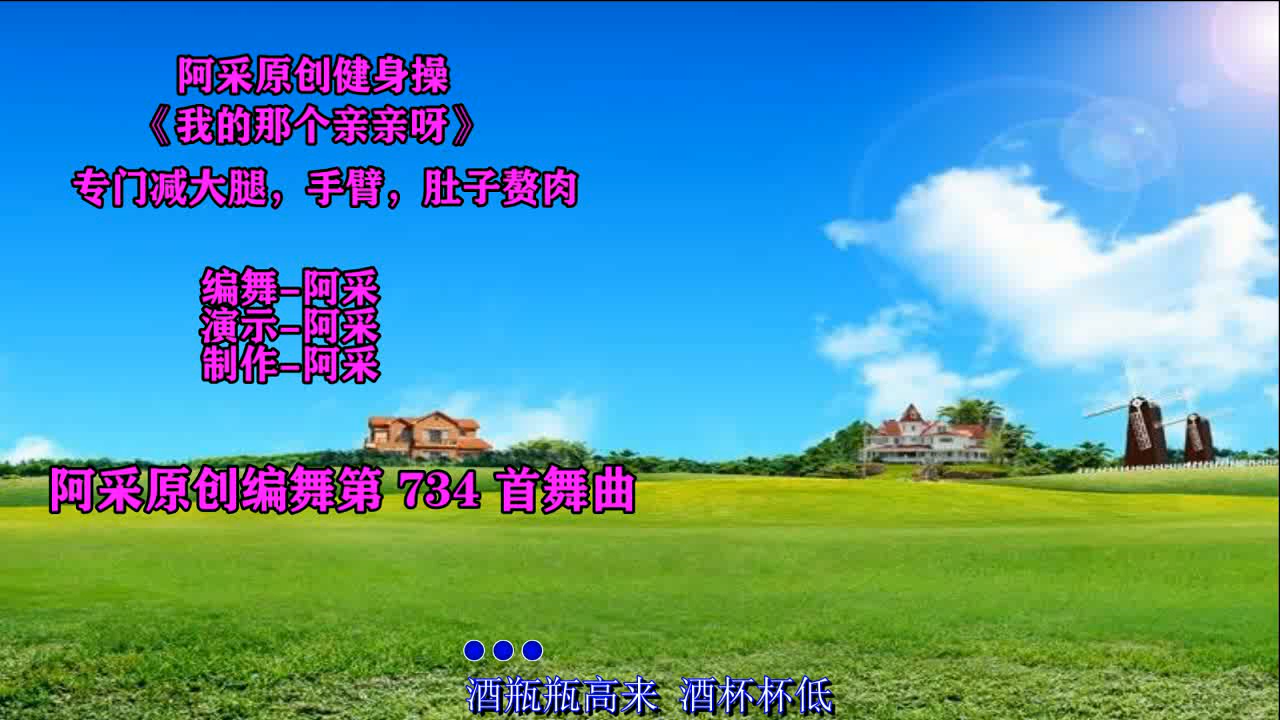 阿采原创健身操
《我的那个亲亲呀》
专门减大腿，手臂，肚子赘肉
编舞-阿采
演示-阿采
制作-阿采
阿采原创编舞第 734 首舞曲
酒瓶瓶高来 酒杯杯低